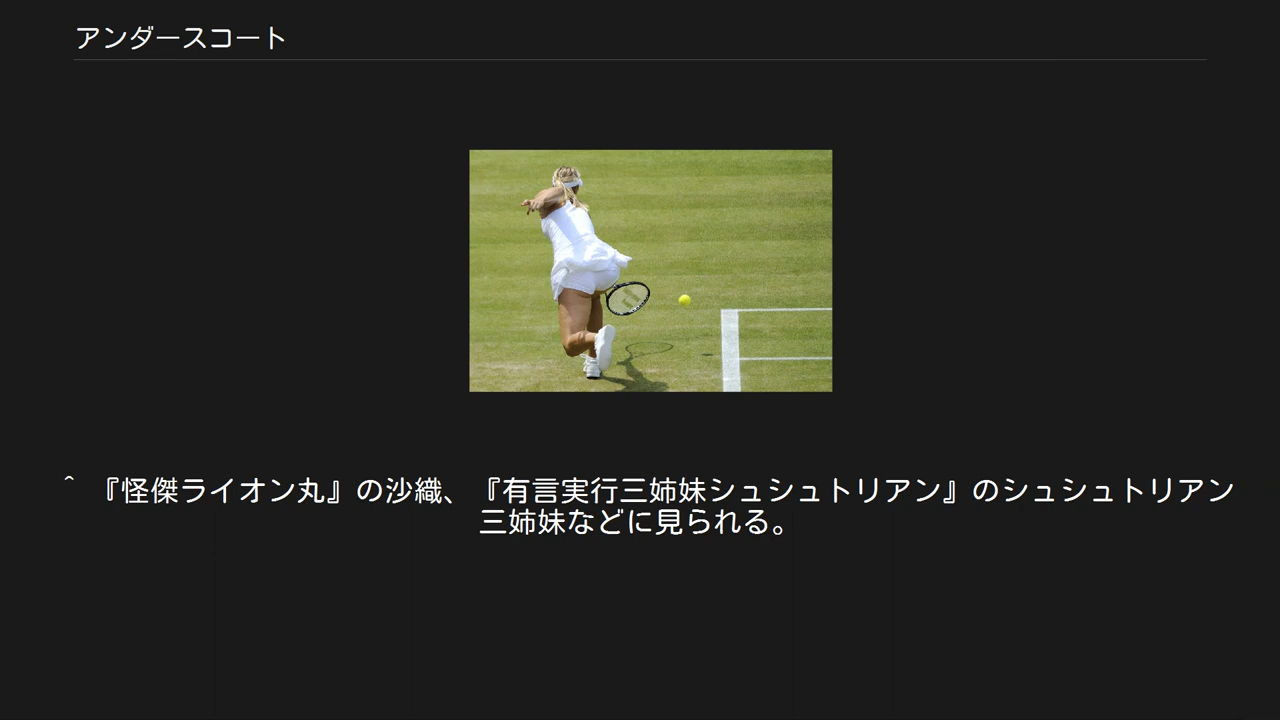 アンダースコート
^ 『怪傑ライオン丸』の沙織、『有言実行三姉妹シュシュトリアン』のシュシュトリアン
三姉妹などに見られる。